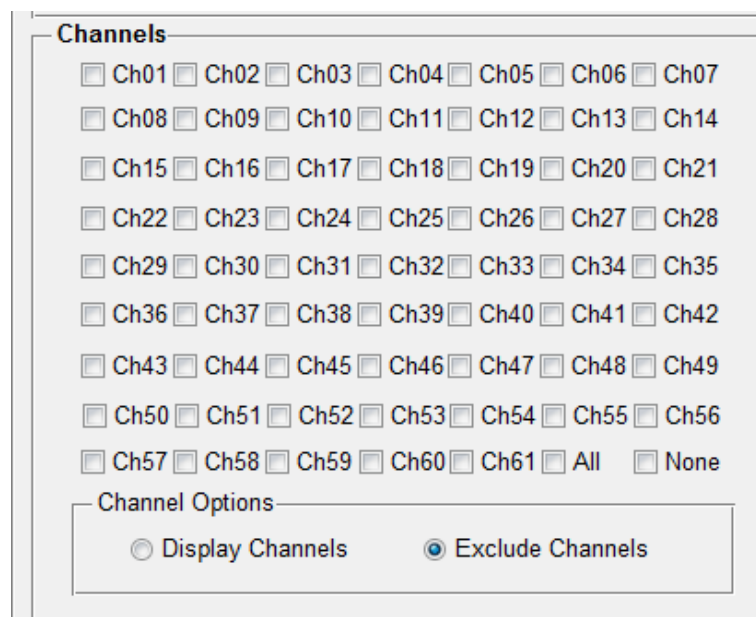 Channels
Ch01 Ch02 Ch03 Ch04 Ch05 Ch06 Ch07
Ch08 Ch09 Ch10 Ch11 Ch12 Ch13 Ch14
Ch15 Ch16 Ch17 Ch18 Ch19 Ch20 Ch21
Ch22 Ch23 Ch24 Ch25 Ch26 Ch27 Ch28
Ch29 Ch30 Ch31 Ch32 Ch33 Ch34 Ch35
Ch36 Ch37 Ch38 Ch39 Ch40 Ch41 Ch42
Ch43 Ch44 Ch45 Ch46 Ch47 Ch48 Ch49
Ch50 Ch51 Ch52 Ch53 Ch54 Ch55 Ch56
Ch57 Ch58 Ch59 Ch60 Ch61 All None
Channel Options
Display Channels Exclude Channels